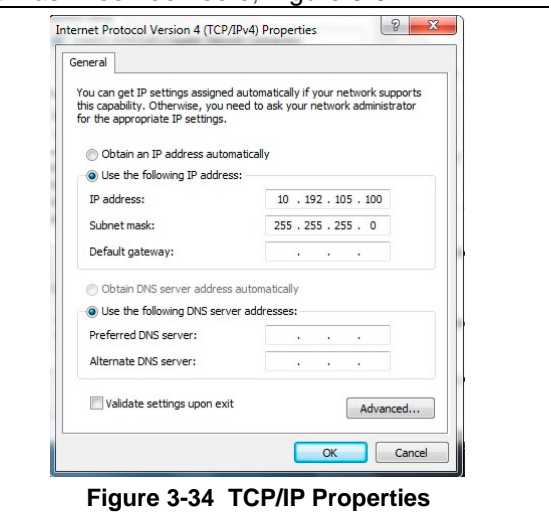 Internet Protocol Version 4 (TCP/IPv4) Properties
General
You can get IP settings assigned automatically if your network supports
this capability. Otherwise, you need to ask your network administrator
for the appropriate IP settings.
Obtain an IP address automatically
Use the following IP address:
IP address: 10 . 192 . 105 . 100
Subnet mask: 255 . 255 . 255 . 0
Default gateway: . . .
Obtain DNS server address automatically
Use the following DNS server addresses:
Preferred DNS server: . . .
Alternate DNS server: . . .
Validate settings upon exit
Advanced...
OK Cancel
Figure 3-34 TCP/IP Properties